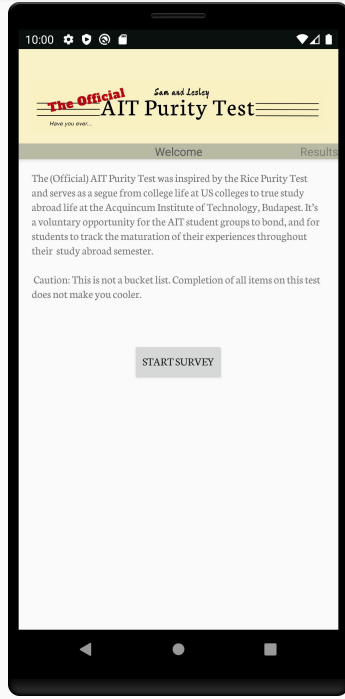 10:00
Sam and Lesley
The Official
AIT Purity Test
Have you ever...
Welcome
Results
The (Official) AIT Purity Test was inspired by the Rice Purity Test
and serves as a segue from college life at US colleges to true study
abroad life at the Acquincum Institute of Technology, Budapest. It's
a voluntary opportunity for the AIT student groups to bond, and for
students to track the maturation of their experiences throughout
their study abroad semester.
Caution: This is not a bucket list. Completion of all items on this test
does not make you cooler.
START SURVEY